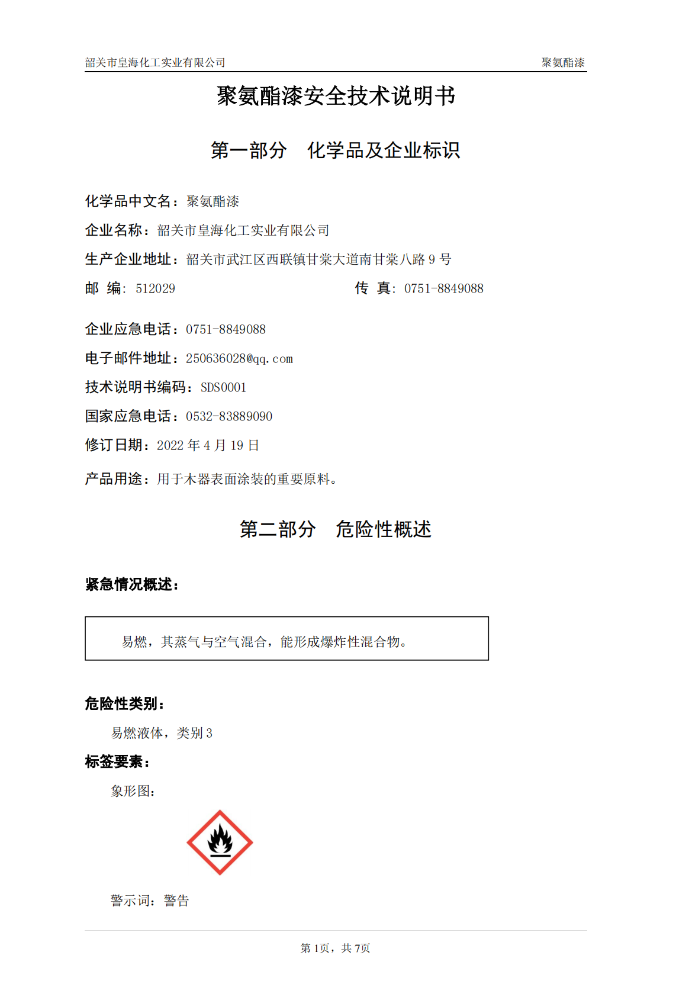 韶关市皇海化工实业有限公司 聚氨酯漆
聚氨酯漆安全技术说明书
第一部分 化学品及企业标识
化学品中文名：聚氨酯漆
企业名称：韶关市皇海化工实业有限公司
生产企业地址：韶关市武江区西联镇甘棠大道南甘棠八路 9 号
邮 编: 512029 传 真: 0751-8849088
企业应急电话：0751-8849088
电子邮件地址：250636028@qq.com
技术说明书编码：SDS0001
国家应急电话：0532-83889090
修订日期：2022 年 4 月 19 日
产品用途：用于木器表面涂装的重要原料。
第二部分 危险性概述
紧急情况概述：
易燃，其蒸气与空气混合，能形成爆炸性混合物。
危险性类别：
易燃液体，类别 3
标签要素：
象形图：
警示词：警告
第 1页，共 7页